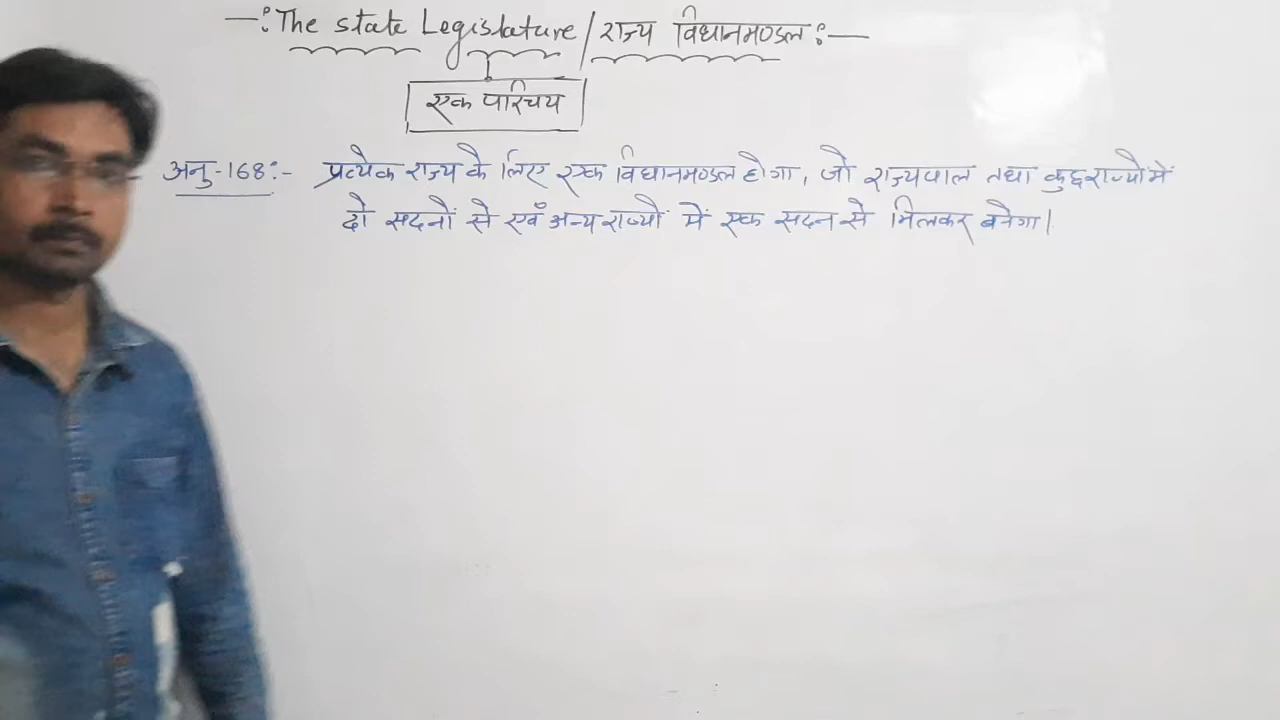 —: The state Legislature / राज्य विधानमण्डल :—
एक परिचय
अनु-168:- प्रत्येक राज्य के लिए एक विधानमण्डल होगा, जो राज्यपाल तथा कुछ राज्यों में
दो सदनों से एवं अन्य राज्यों में एक सदन से मिलकर बनेगा।